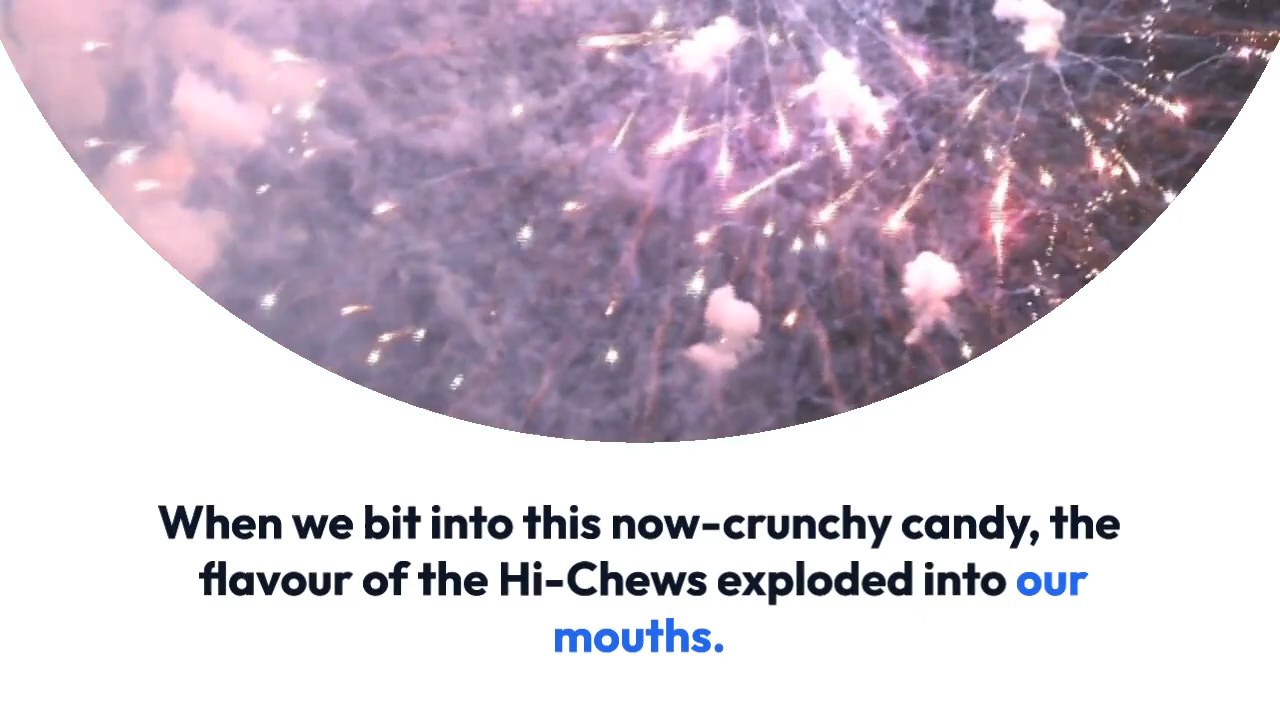 When we bit into this now-crunchy candy, the
flavour of the Hi-Chews exploded into our
mouths.